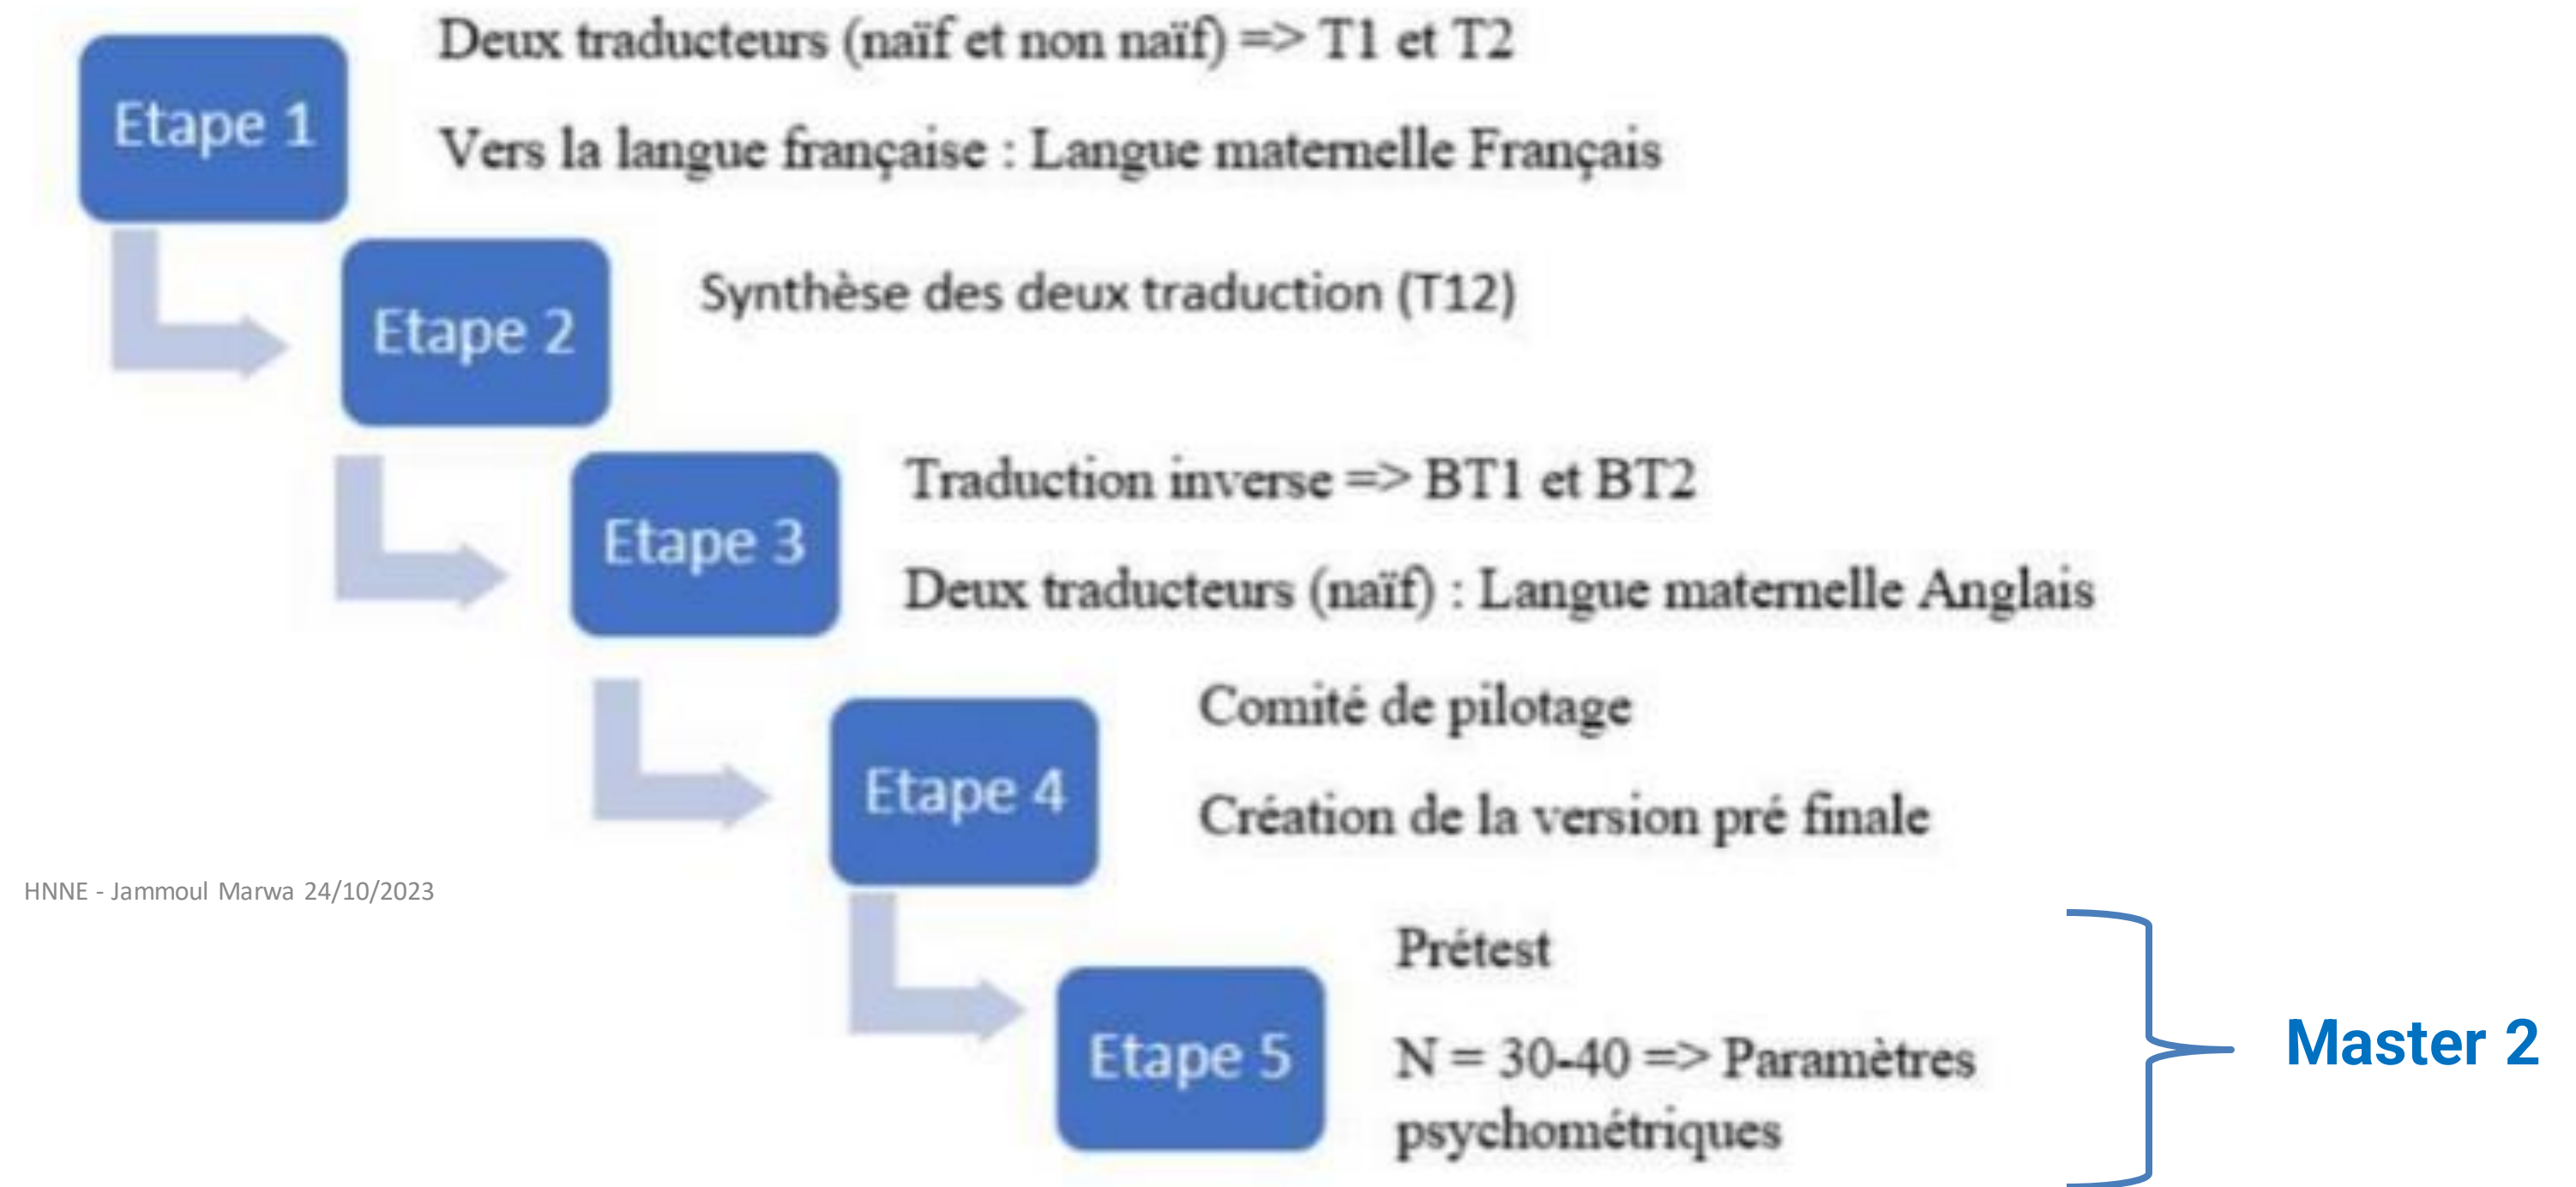 Deux traducteurs (naïf et non naïf) => T1 et T2
Etape 1
Vers la langue française : Langue maternelle Français
Synthèse des deux traduction (T12)
Etape 2
Traduction inverse => BT1 et BT2
Etape 3
Deux traducteurs (naïf) : Langue maternelle Anglais
Comité de pilotage
Etape 4
Création de la version pré finale
HNNE - Jammoul Marwa 24/10/2023
Prétest
Etape 5
N = 30-40 => Paramètres
psychométriques
Master 2